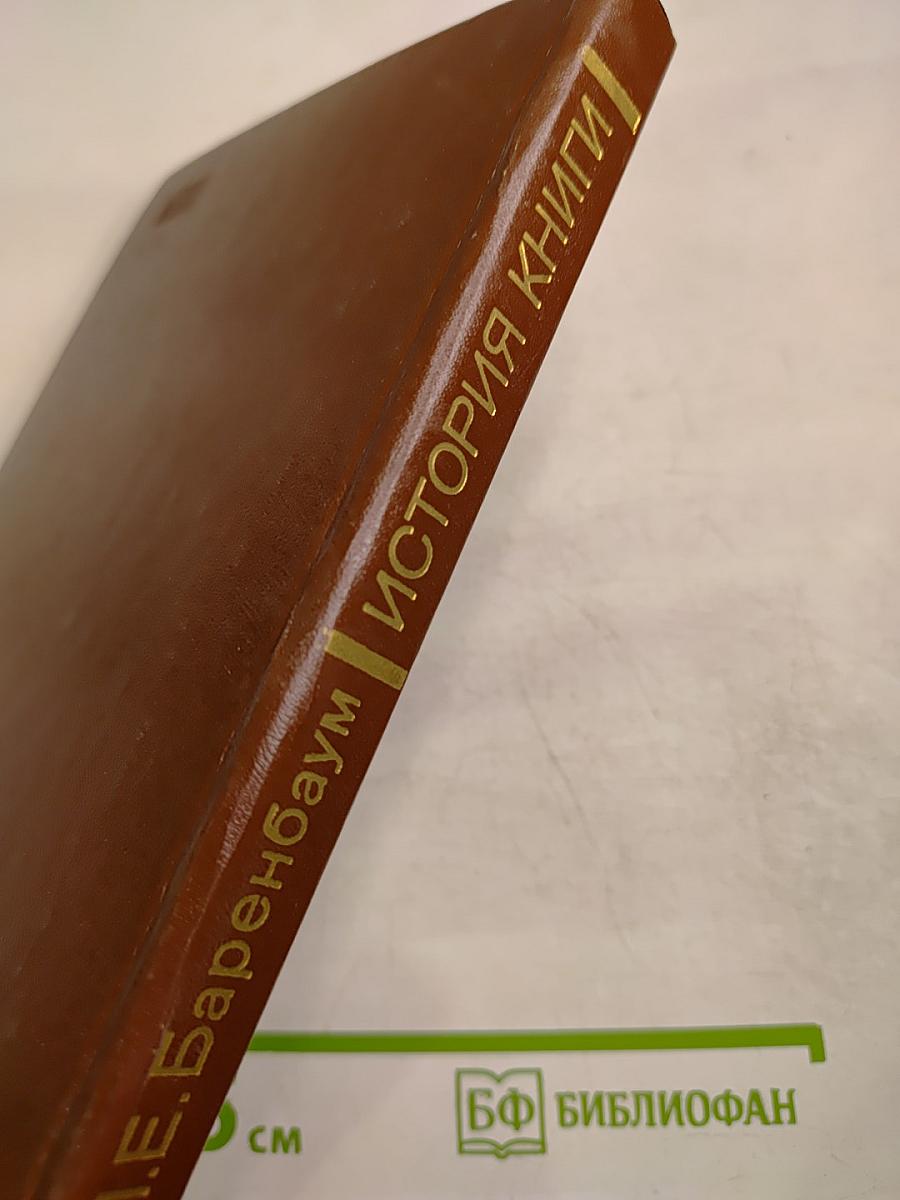 .Е.Баренбаум
ИСТОРИЯ КНИГИ
см
БФ БИБЛИОФАН